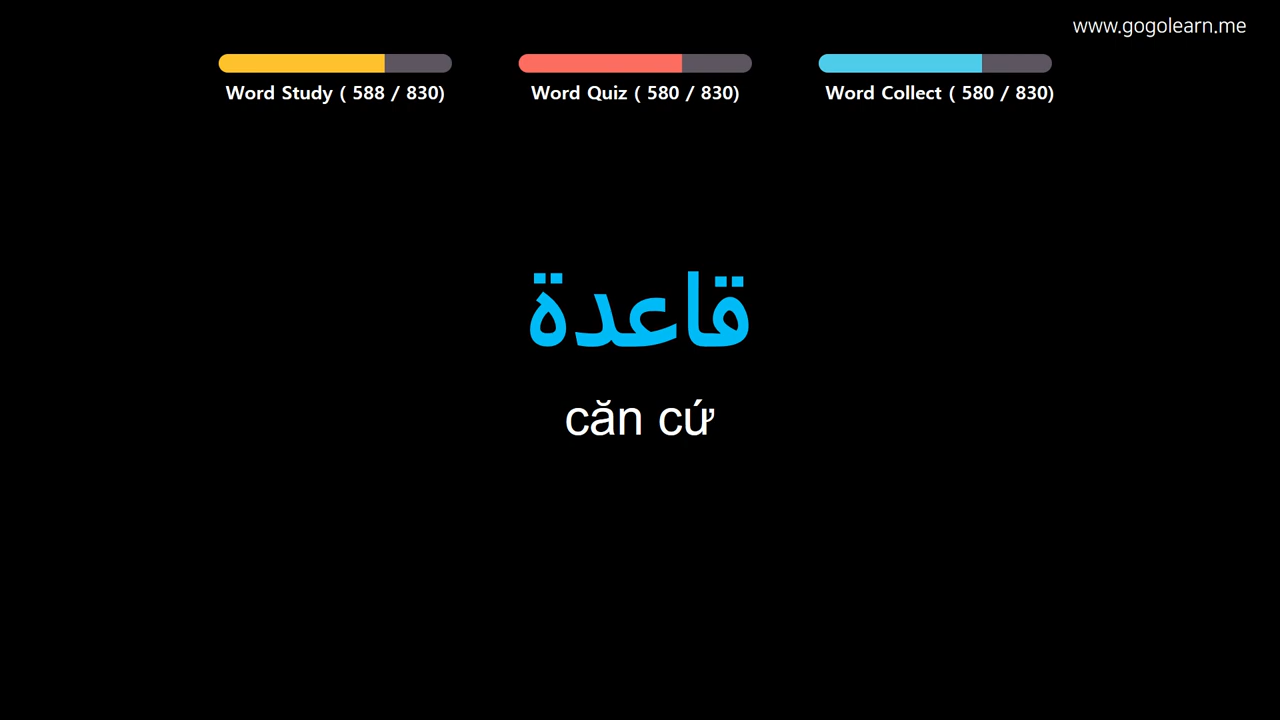 www.gogolearn.me
Word Study ( 588 / 830)
Word Quiz ( 580 / 830)
Word Collect ( 580 / 830)
قاعدة
căn cứ